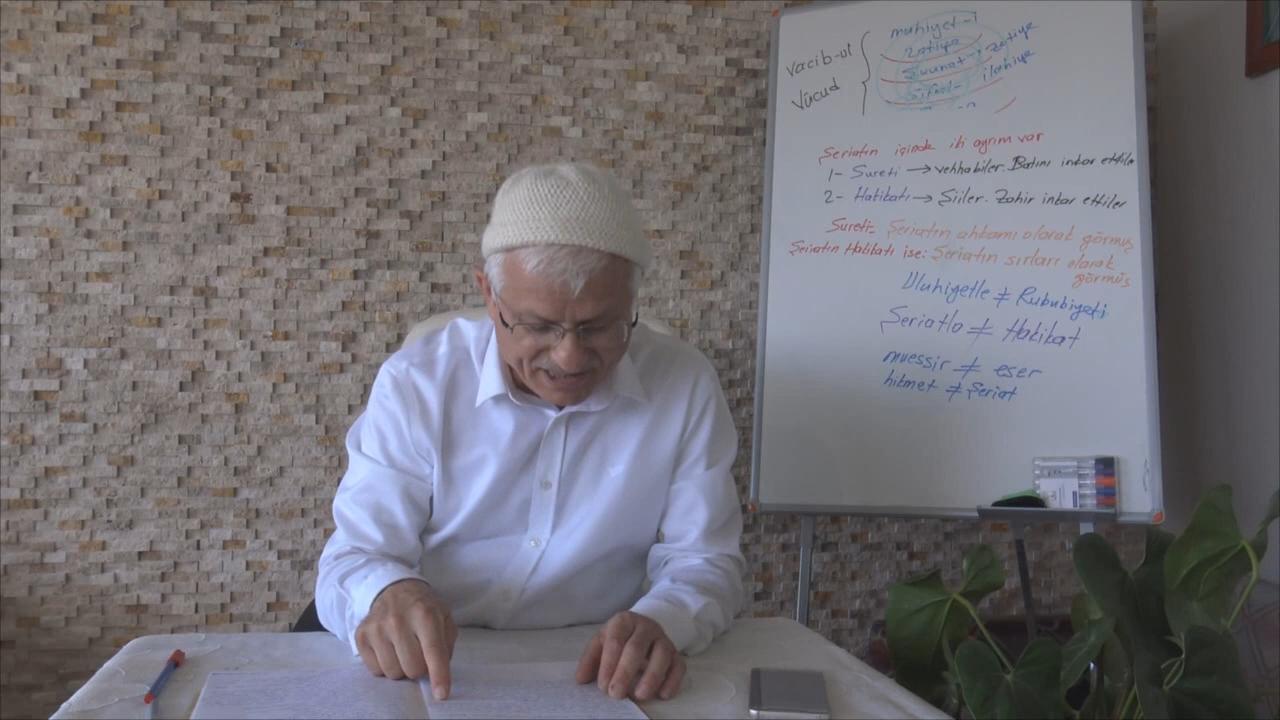 Vacib-ul
Vücud
mahiyet-i
zatiye
Şuunat-ı zatiye
Sıfat-ı ilahiye
Şeriatın içinde iki ayrım var
1- Sureti → vehhabiler. Batını inkar ettiler
2- Hakikatı → Şiiler. Zahir inkar ettiler
Sureti- Şeriatın ahkamı olarak görmüş
Şeriatın Hakikatı ise: Şeriatın sırları olarak
görmüş
Uluhiyetle ≠ Rububiyeti
Şeriatla ≠ Hakikat
muessir ≠ eser
hikmet ≠ Şeriat